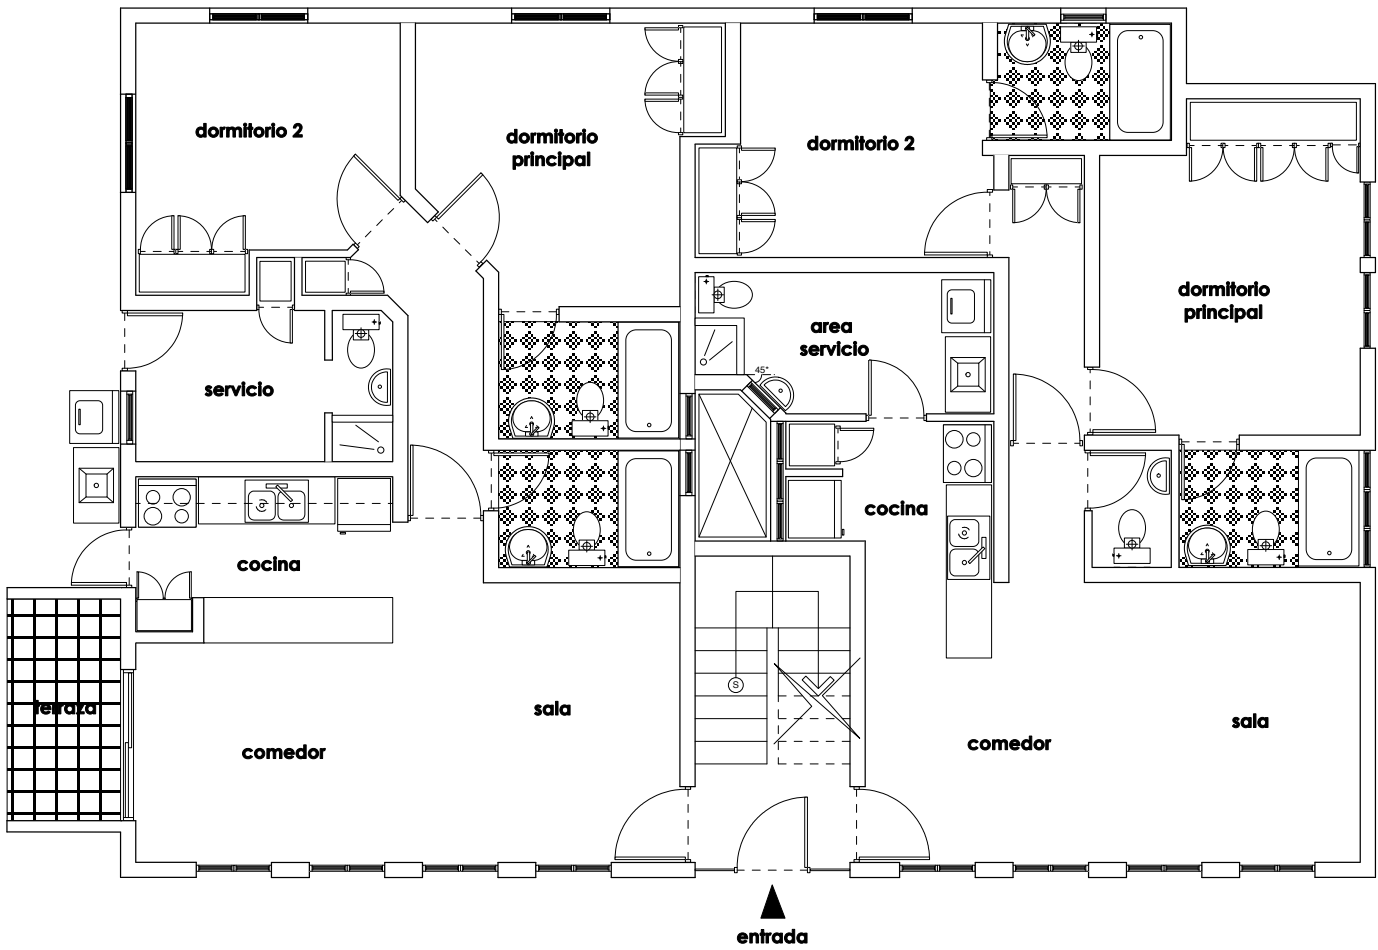 dormitorio 2
dormitorio
principal
dormitorio 2
dormitorio
principal
area
servicio
45°
servicio
cocina
cocina
terraza
sala
comedor
sala
comedor
S
entrada